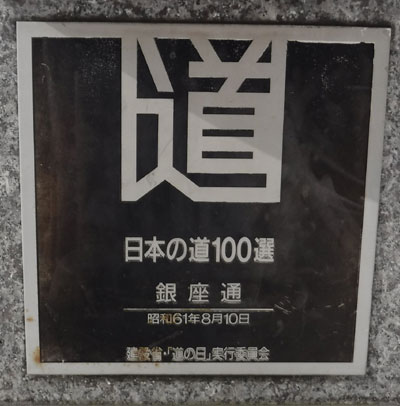 道
日本の道100選
銀座通
昭和61年8月10日
建設省・「道の日」実行委員会